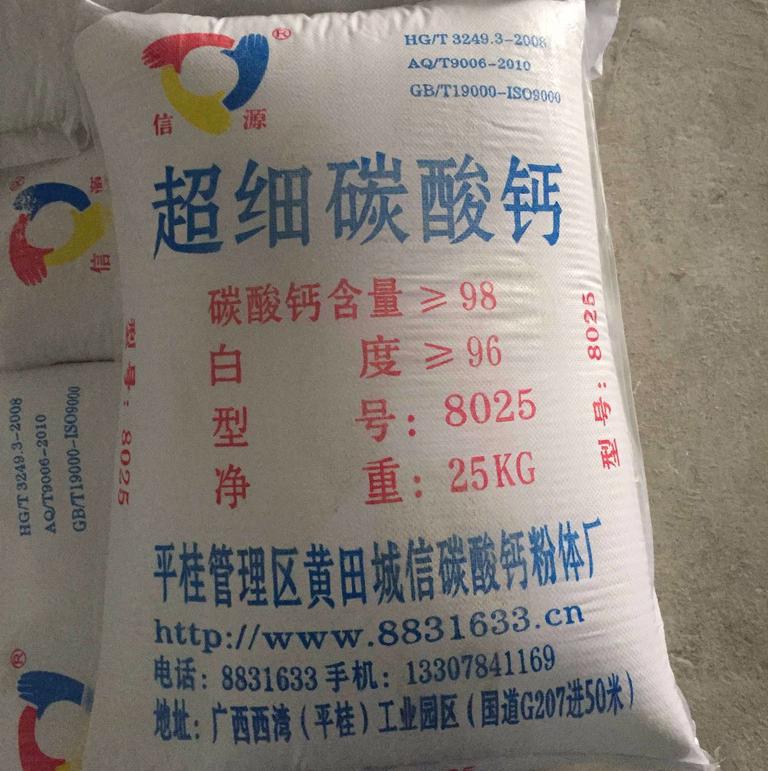 ®
信 源
HG/T 3249.3-2008
AQ/T9006-2010
GB/T19000-ISO9000
超细碳酸钙
碳酸钙含量≥98
白 度≥96
型 号：8025
净 重：25KG
型号：8025
型号：8025
平桂管理区黄田城信碳酸钙粉体厂
http://www.8831633.cn
电话：8831633 手机：13307841169
地址：广西西湾（平桂）工业园区（国道G207进50米）
®
信 源
HG/T 3249.3-2008
AQ/T9006-2010
GB/T19000-ISO9000
®